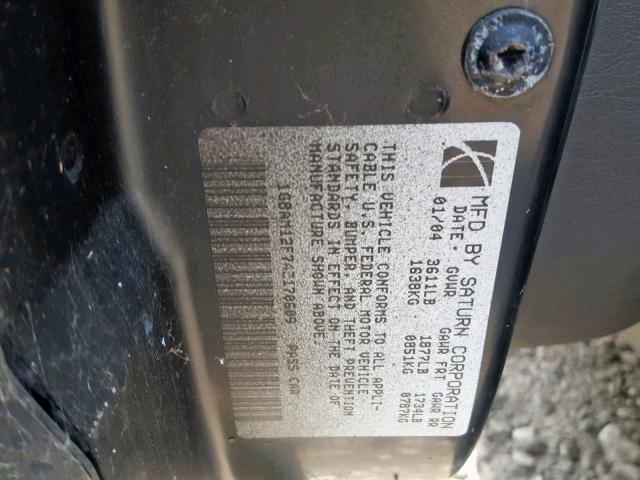 MFD BY SATURN CORPORATION
DATE GVWR GAWR FRT GAWR RR
01/04 3611LB 1877LB 1734LB
1638KG 0851KG 0787KG
THIS VEHICLE CONFORMS TO ALL APPLI-
CABLE U.S. FEDERAL MOTOR VEHICLE
SAFETY, BUMPER, AND THEFT PREVENTION
STANDARDS IN EFFECT ON THE DATE OF
MANUFACTURE SHOWN ABOVE.
1G8AM12F74Z170609 PASS CAR